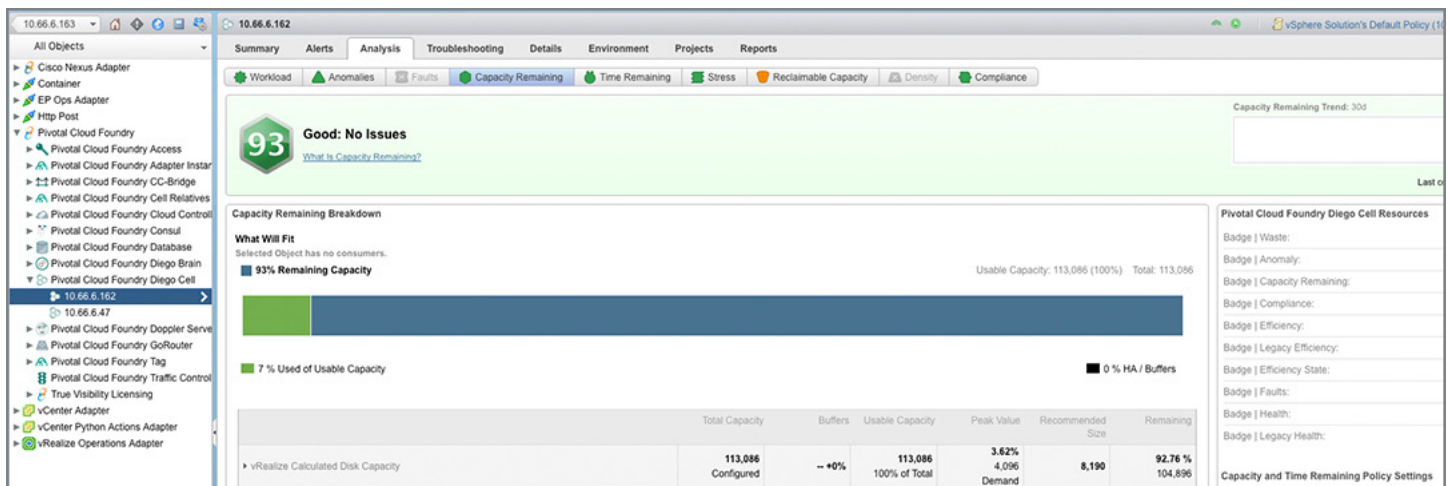 10.66.6.163
10.66.6.162
vSphere Solution's Default Policy (10
All Objects
Cisco Nexus Adapter
Container
EP Ops Adapter
Http Post
Pivotal Cloud Foundry
Pivotal Cloud Foundry Access
Pivotal Cloud Foundry Adapter Instar
Pivotal Cloud Foundry CC-Bridge
Pivotal Cloud Foundry Cell Relatives
Pivotal Cloud Foundry Cloud Controll
Pivotal Cloud Foundry Consul
Pivotal Cloud Foundry Database
Pivotal Cloud Foundry Diego Brain
Pivotal Cloud Foundry Diego Cell
10.66.6.162
10.66.6.47
Pivotal Cloud Foundry Doppler Serve
Pivotal Cloud Foundry GoRouter
Pivotal Cloud Foundry Tag
Pivotal Cloud Foundry Traffic Control
True Visibility Licensing
vCenter Adapter
vCenter Python Actions Adapter
vRealize Operations Adapter
Summary Alerts Analysis Troubleshooting Details Environment Projects Reports
Workload Anomalies Faults Capacity Remaining Time Remaining Stress Reclaimable Capacity Density Compliance
93
Good: No Issues
What Is Capacity Remaining?
Capacity Remaining Trend: 30d
Last co
Capacity Remaining Breakdown
What Will Fit
Selected Object has no consumers.
93% Remaining Capacity
Usable Capacity: 113,086 (100%) Total: 113,086
7 % Used of Usable Capacity
0 % HA / Buffers
Total Capacity Buffers Usable Capacity Peak Value Recommended Size Remaining
vRealize Calculated Disk Capacity
113,086 Configured
-- +0%
113,086 100% of Total
3.62% 4,096 Demand
8,190
92.76 % 104,896
Pivotal Cloud Foundry Diego Cell Resources
Badge | Waste:
Badge | Anomaly:
Badge | Capacity Remaining:
Badge | Compliance:
Badge | Efficiency:
Badge | Legacy Efficiency:
Badge | Efficiency State:
Badge | Faults:
Badge | Health:
Badge | Legacy Health:
Capacity and Time Remaining Policy Settings